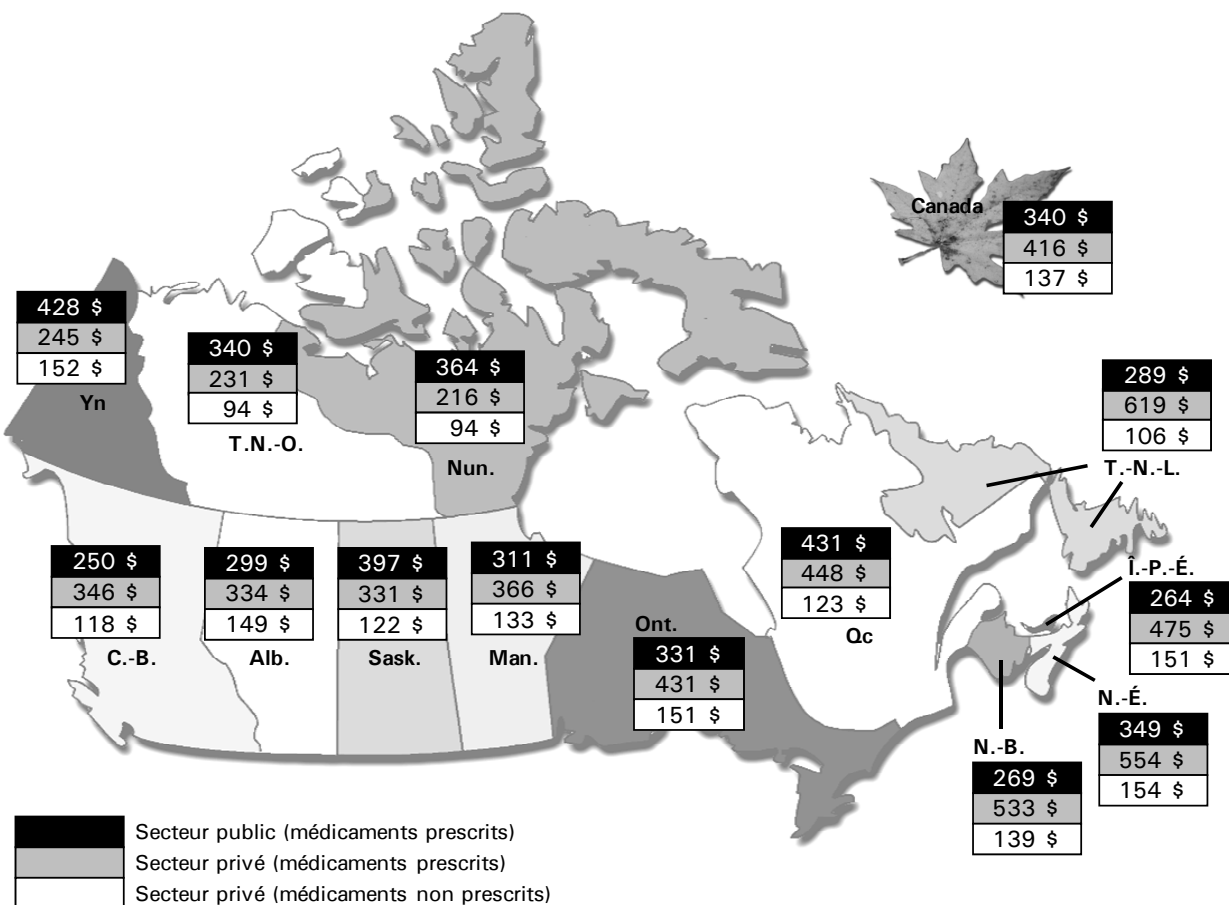 Canada
340 $
416 $
137 $
428 $
245 $
152 $
Yn
340 $
231 $
94 $
T.N.-O.
364 $
216 $
94 $
Nun.
289 $
619 $
106 $
T.-N.-L.
250 $
346 $
118 $
C.-B.
299 $
334 $
149 $
Alb.
397 $
331 $
122 $
Sask.
311 $
366 $
133 $
Man.
Ont.
331 $
431 $
151 $
431 $
448 $
123 $
Qc
Î.-P.-É.
264 $
475 $
151 $
N.-É.
349 $
554 $
154 $
N.-B.
269 $
533 $
139 $
Secteur public (médicaments prescrits)
Secteur privé (médicaments prescrits)
Secteur privé (médicaments non prescrits)